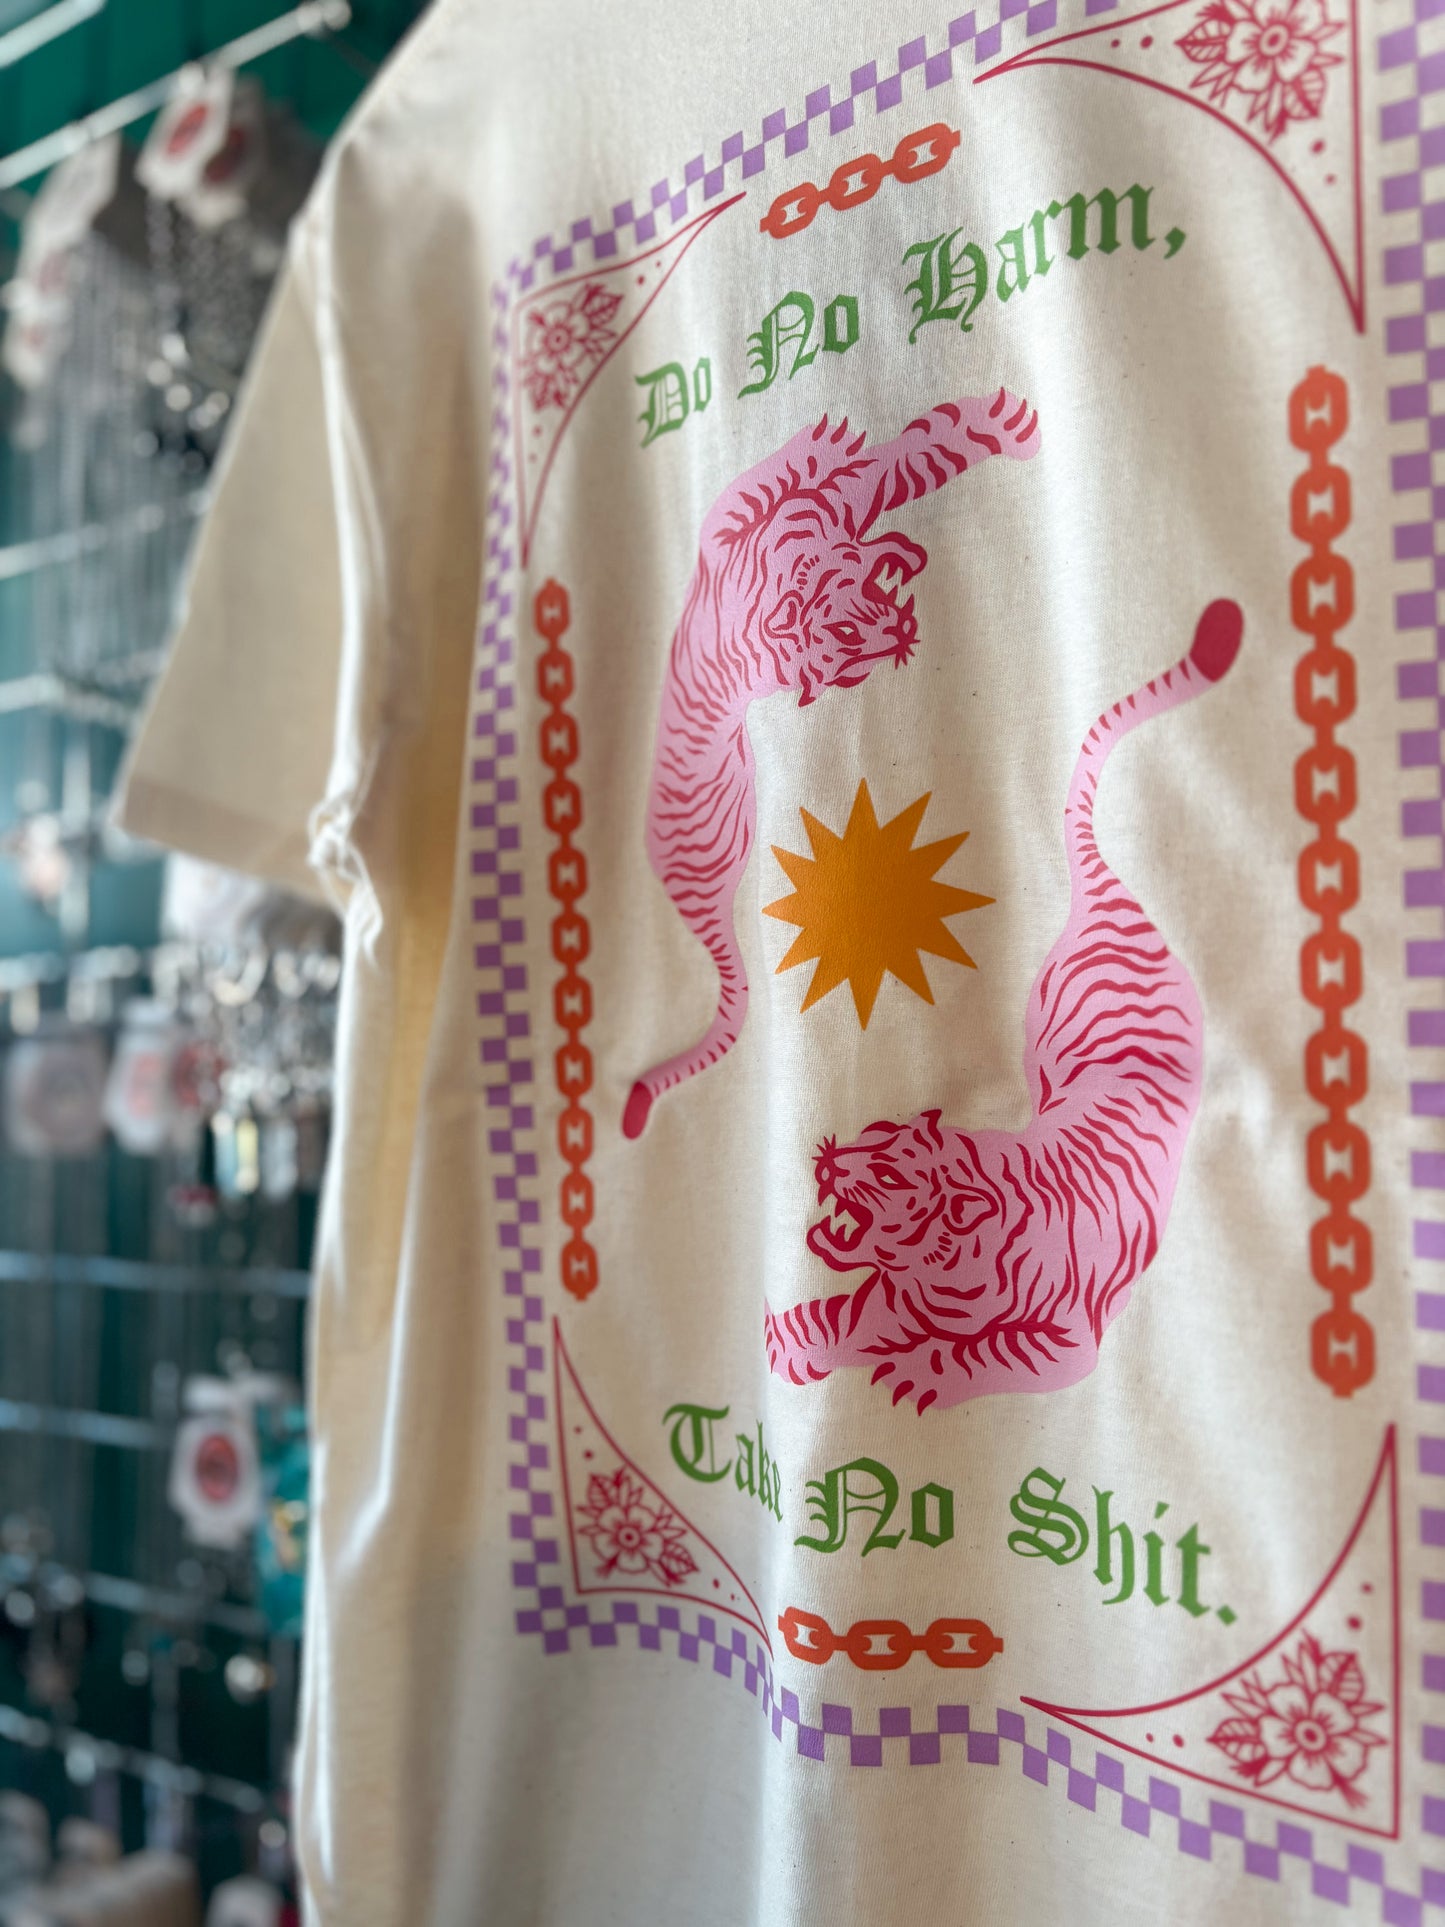 Do No Harm,
Take No Shit.